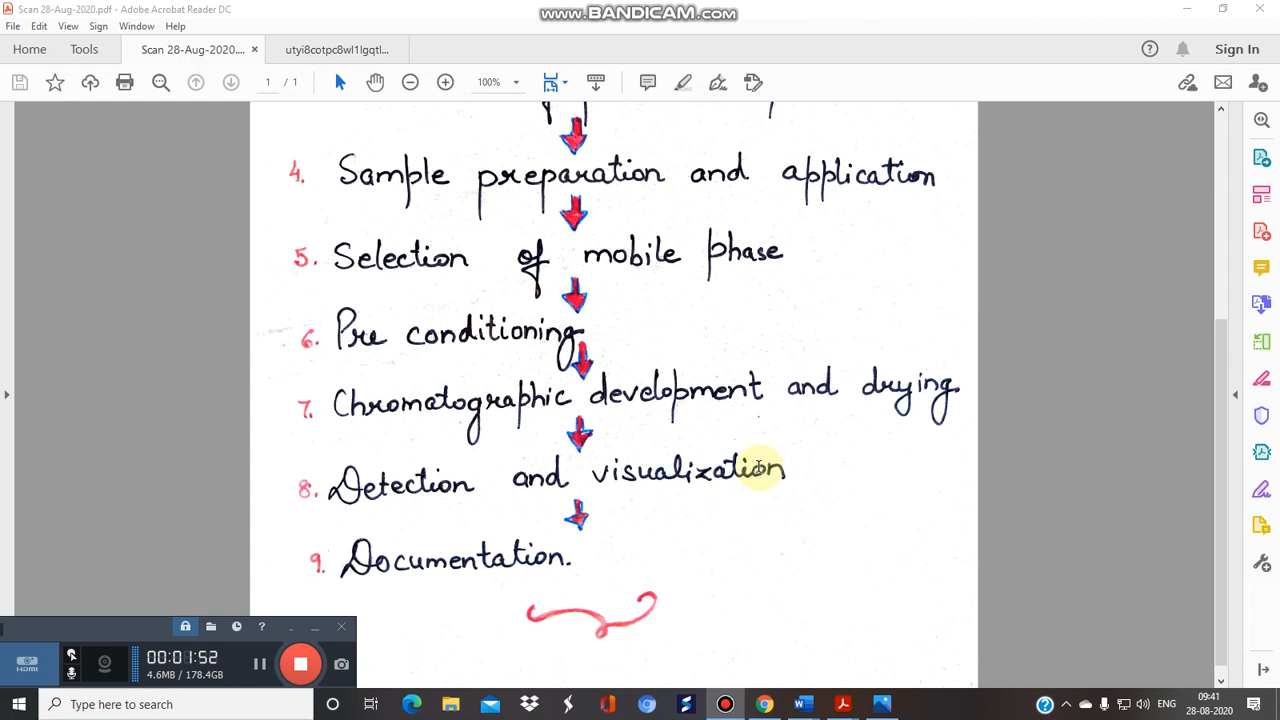 Scan 28-Aug-2020.pdf - Adobe Acrobat Reader DC
www.BANDICAM.com
File Edit View Sign Window Help
Home Tools Scan 28-Aug-2020.... × utyi8cotpc8wl1lgqtl... Sign In
1 / 1 100%
4. Sample preparation and application
5. Selection of mobile phase
6. Pre conditioning
7. Chromatographic development and drying
8. Detection and visualization
9. Documentation.
HDMI
00:01:52
4.6MB / 178.4GB
Type here to search
ENG
09:41
28-08-2020